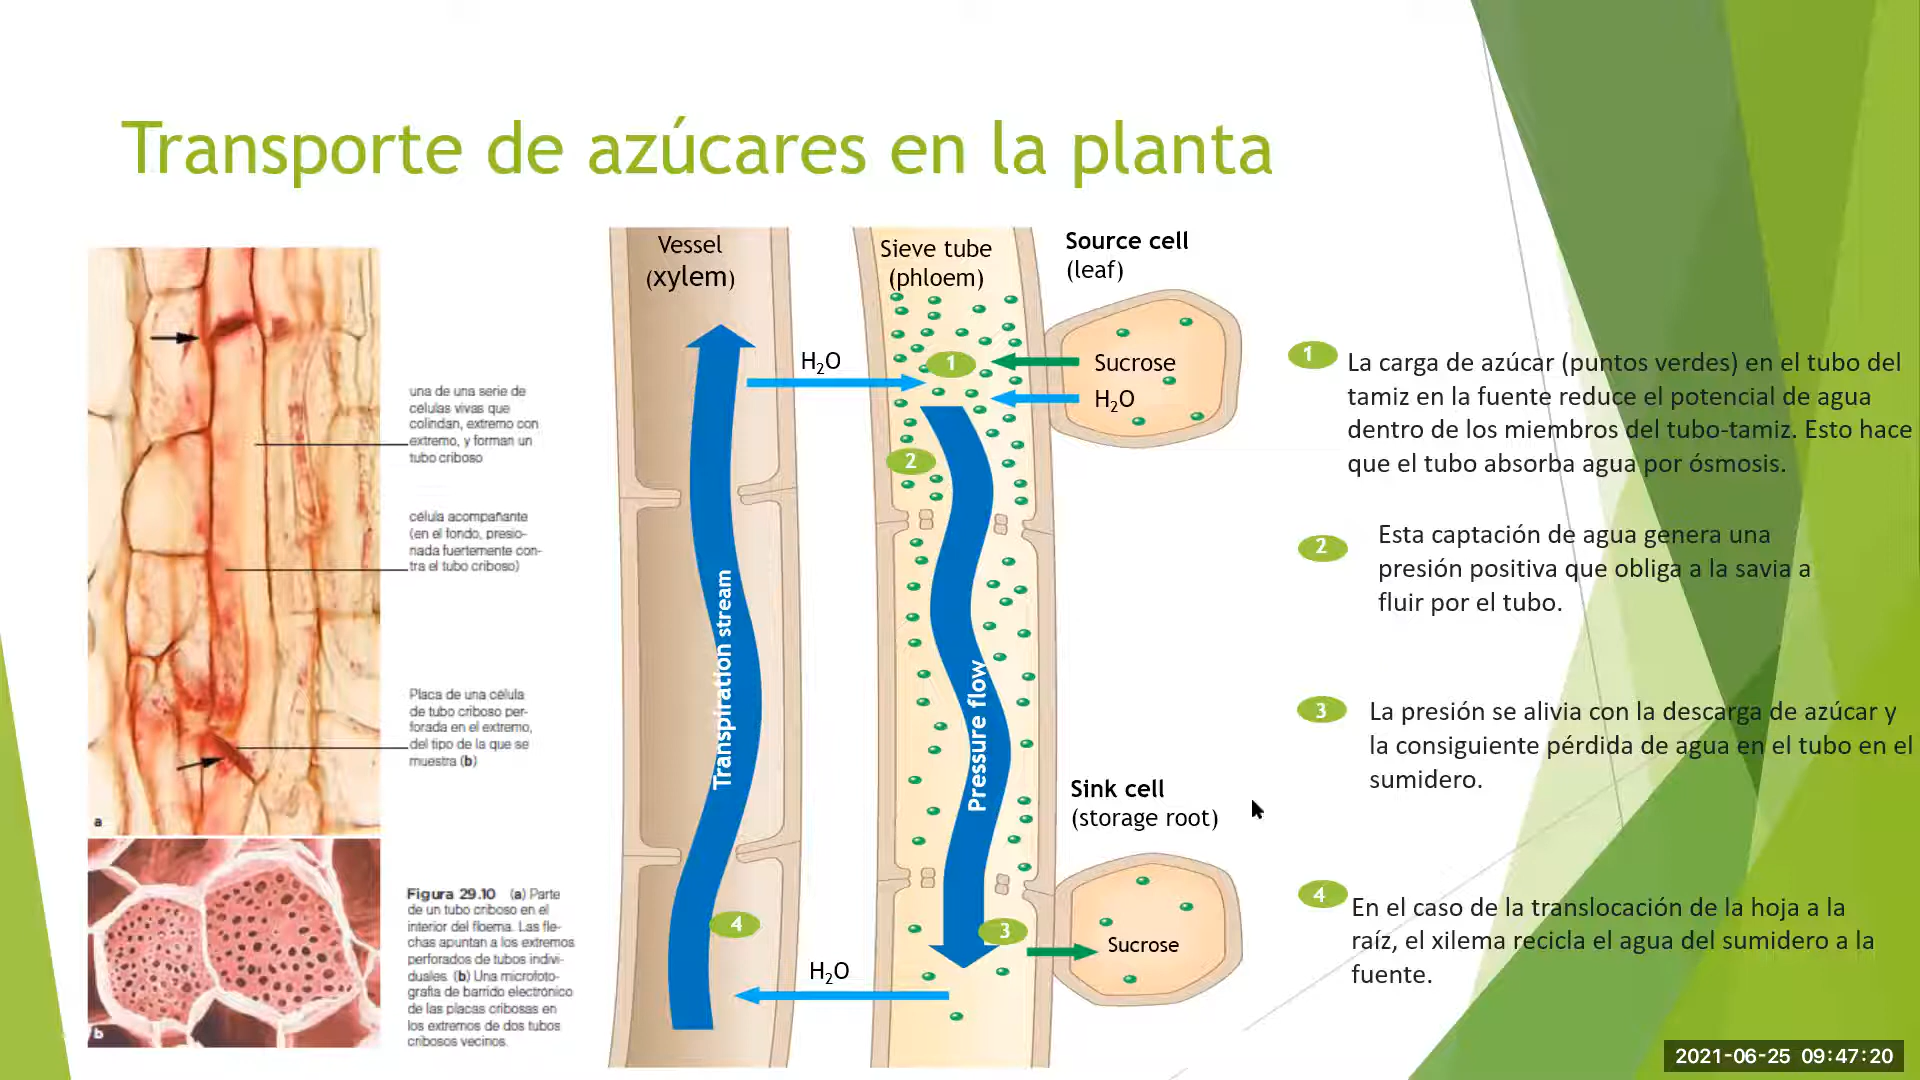 Transporte de azúcares en la planta
una de una serie de
células vivas que
colindan, extremo con
extremo, y forman un
tubo criboso
célula acompañante
(en el fondo, presio-
nada fuertemente con-
tra el tubo criboso)
Placa de una célula
de tubo criboso per-
forada en el extremo,
del tipo de la que se
muestra (b)
a
b
Figura 29.10 (a) Parte
de un tubo criboso en el
interior del floema. Las fle-
chas apuntan a los extremos
perforados de tubos indivi-
duales. (b) Una microfoto-
grafía de barrido electrónico
de las placas cribosas en
los extremos de dos tubos
cribosos vecinos.
Vessel
(xylem)
Sieve tube
(phloem)
Source cell
(leaf)
H2O
1
Sucrose
H2O
2
Transpiration stream
Pressure flow
Sink cell
(storage root)
4
3
Sucrose
H2O
1
La carga de azúcar (puntos verdes) en el tubo del
tamiz en la fuente reduce el potencial de agua
dentro de los miembros del tubo-tamiz. Esto hace
que el tubo absorba agua por ósmosis.
2
Esta captación de agua genera una
presión positiva que obliga a la savia a
fluir por el tubo.
3
La presión se alivia con la descarga de azúcar y
la consiguiente pérdida de agua en el tubo en el
sumidero.
4
En el caso de la translocación de la hoja a la
raíz, el xilema recicla el agua del sumidero a la
fuente.
2021-06-25 09:47:20